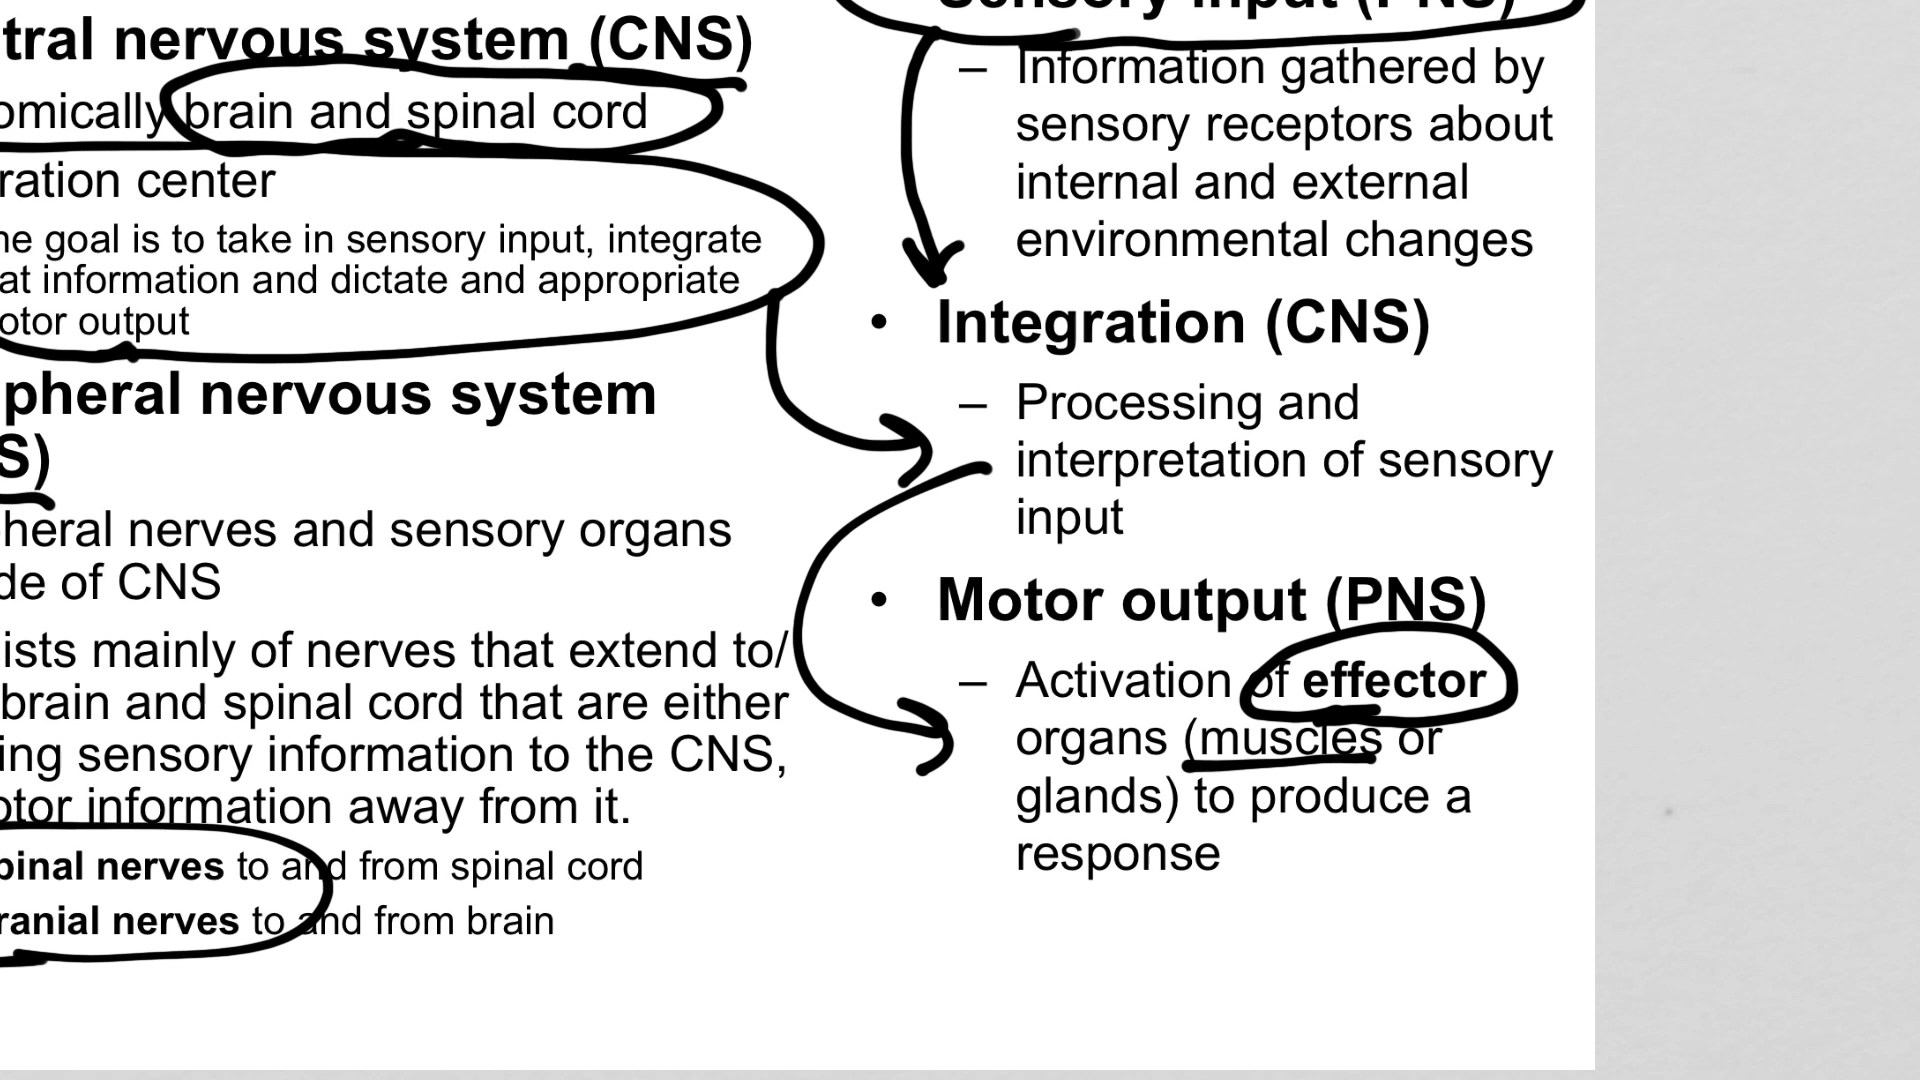 tral nervous system (CNS)
omically brain and spinal cord
ration center
ne goal is to take in sensory input, integrate
at information and dictate and appropriate
otor output
pheral nervous system
S)
heral nerves and sensory organs
de of CNS
ists mainly of nerves that extend to/
brain and spinal cord that are either
ing sensory information to the CNS,
otor information away from it.
pinal nerves to and from spinal cord
ranial nerves to and from brain
Sensory input (PNS)
– Information gathered by
sensory receptors about
internal and external
environmental changes
• Integration (CNS)
– Processing and
interpretation of sensory
input
• Motor output (PNS)
– Activation of effector
organs (muscles or
glands) to produce a
response